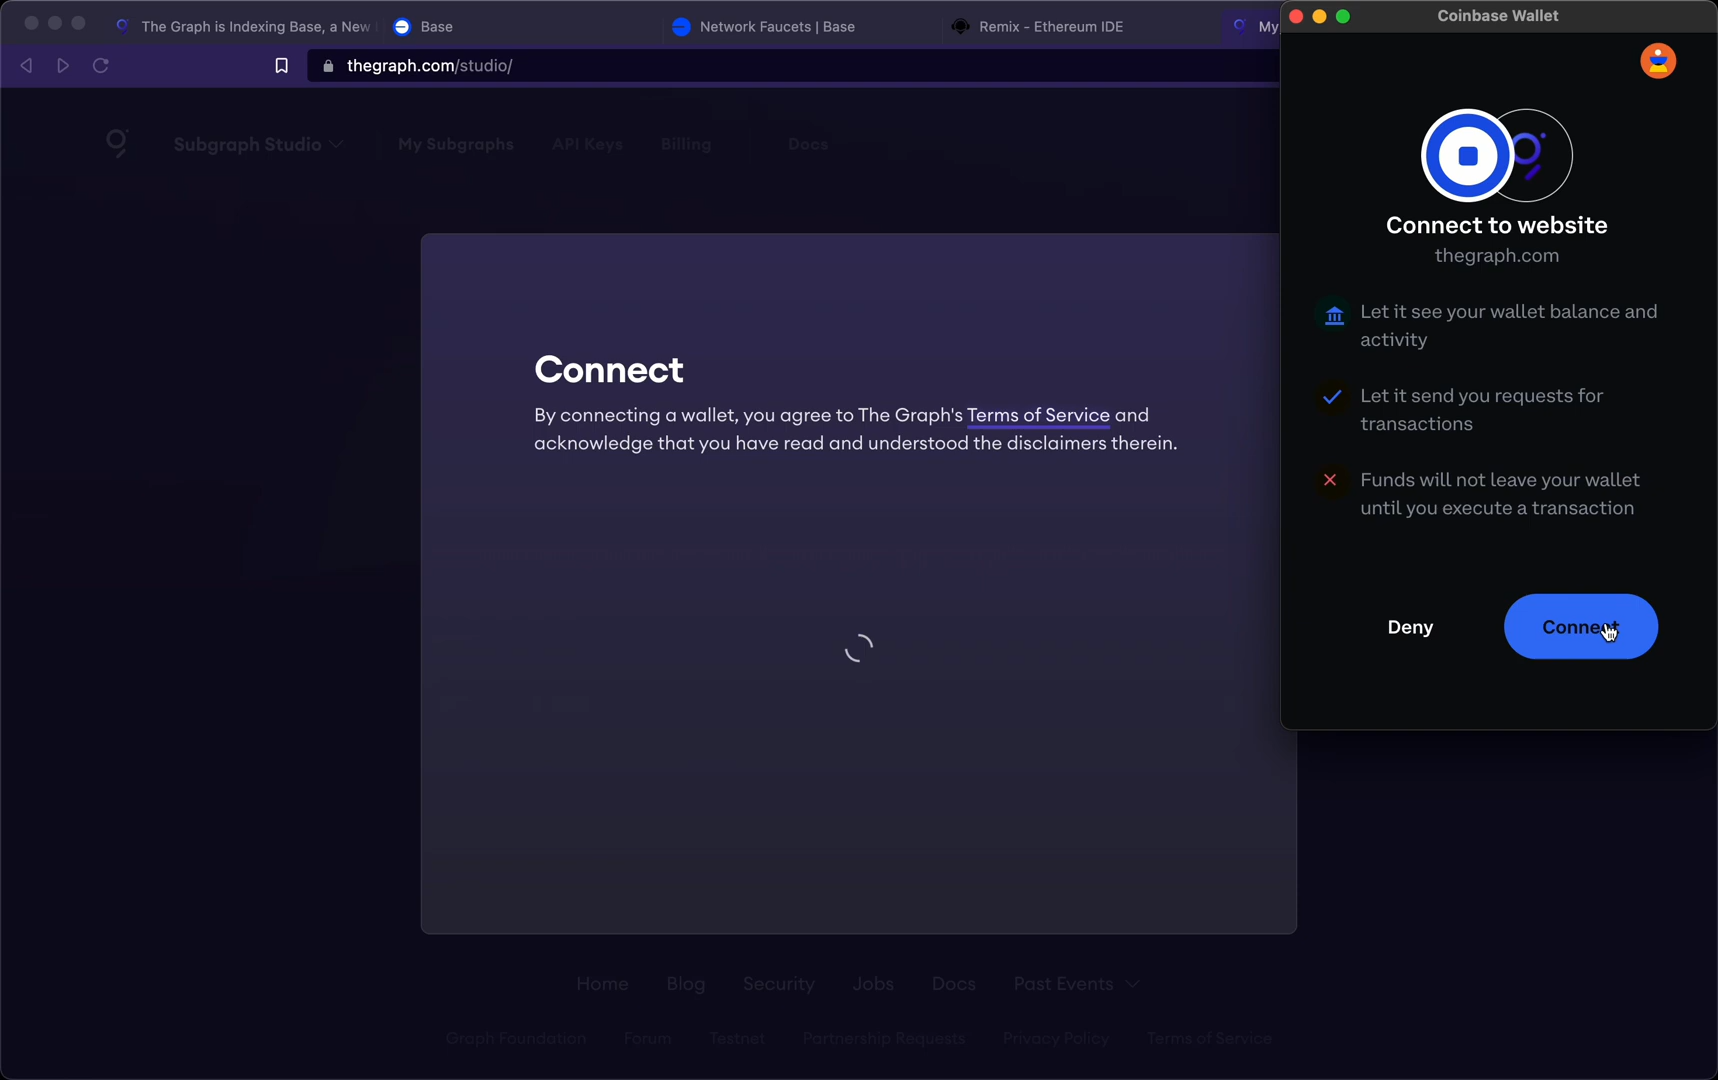 The Graph is Indexing Base, a New
Base
Network Faucets | Base
Remix - Ethereum IDE
My
Coinbase Wallet
thegraph.com/studio/
Subgraph Studio
My Subgraphs
API Keys
Billing
Docs
Connect
By connecting a wallet, you agree to The Graph's Terms of Service and
acknowledge that you have read and understood the disclaimers therein.
Connect to website
thegraph.com
Let it see your wallet balance and
activity
Let it send you requests for
transactions
Funds will not leave your wallet
until you execute a transaction
Deny
Connect
Home
Blog
Security
Jobs
Docs
Past Events
Graph Foundation
Forum
Testnet
Partnership Requests
Privacy Policy
Terms of Service